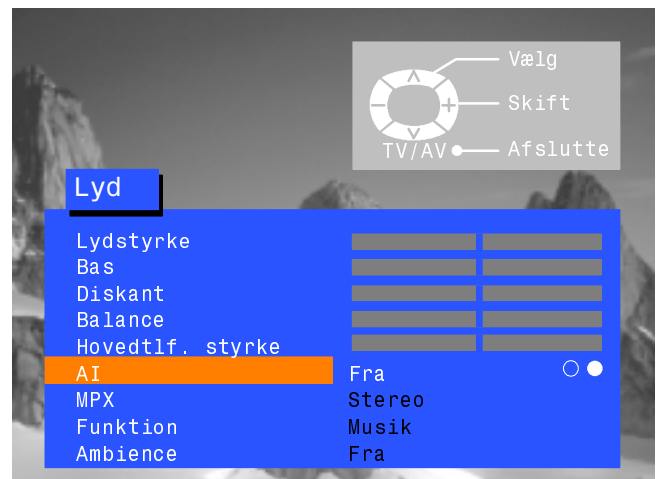 Vælg
Skift
TV/AV Afslutte
Lyd
Lydstyrke
Bas
Diskant
Balance
Hovedtlf. styrke
AI Fra
MPX Stereo
Funktion Musik
Ambience Fra